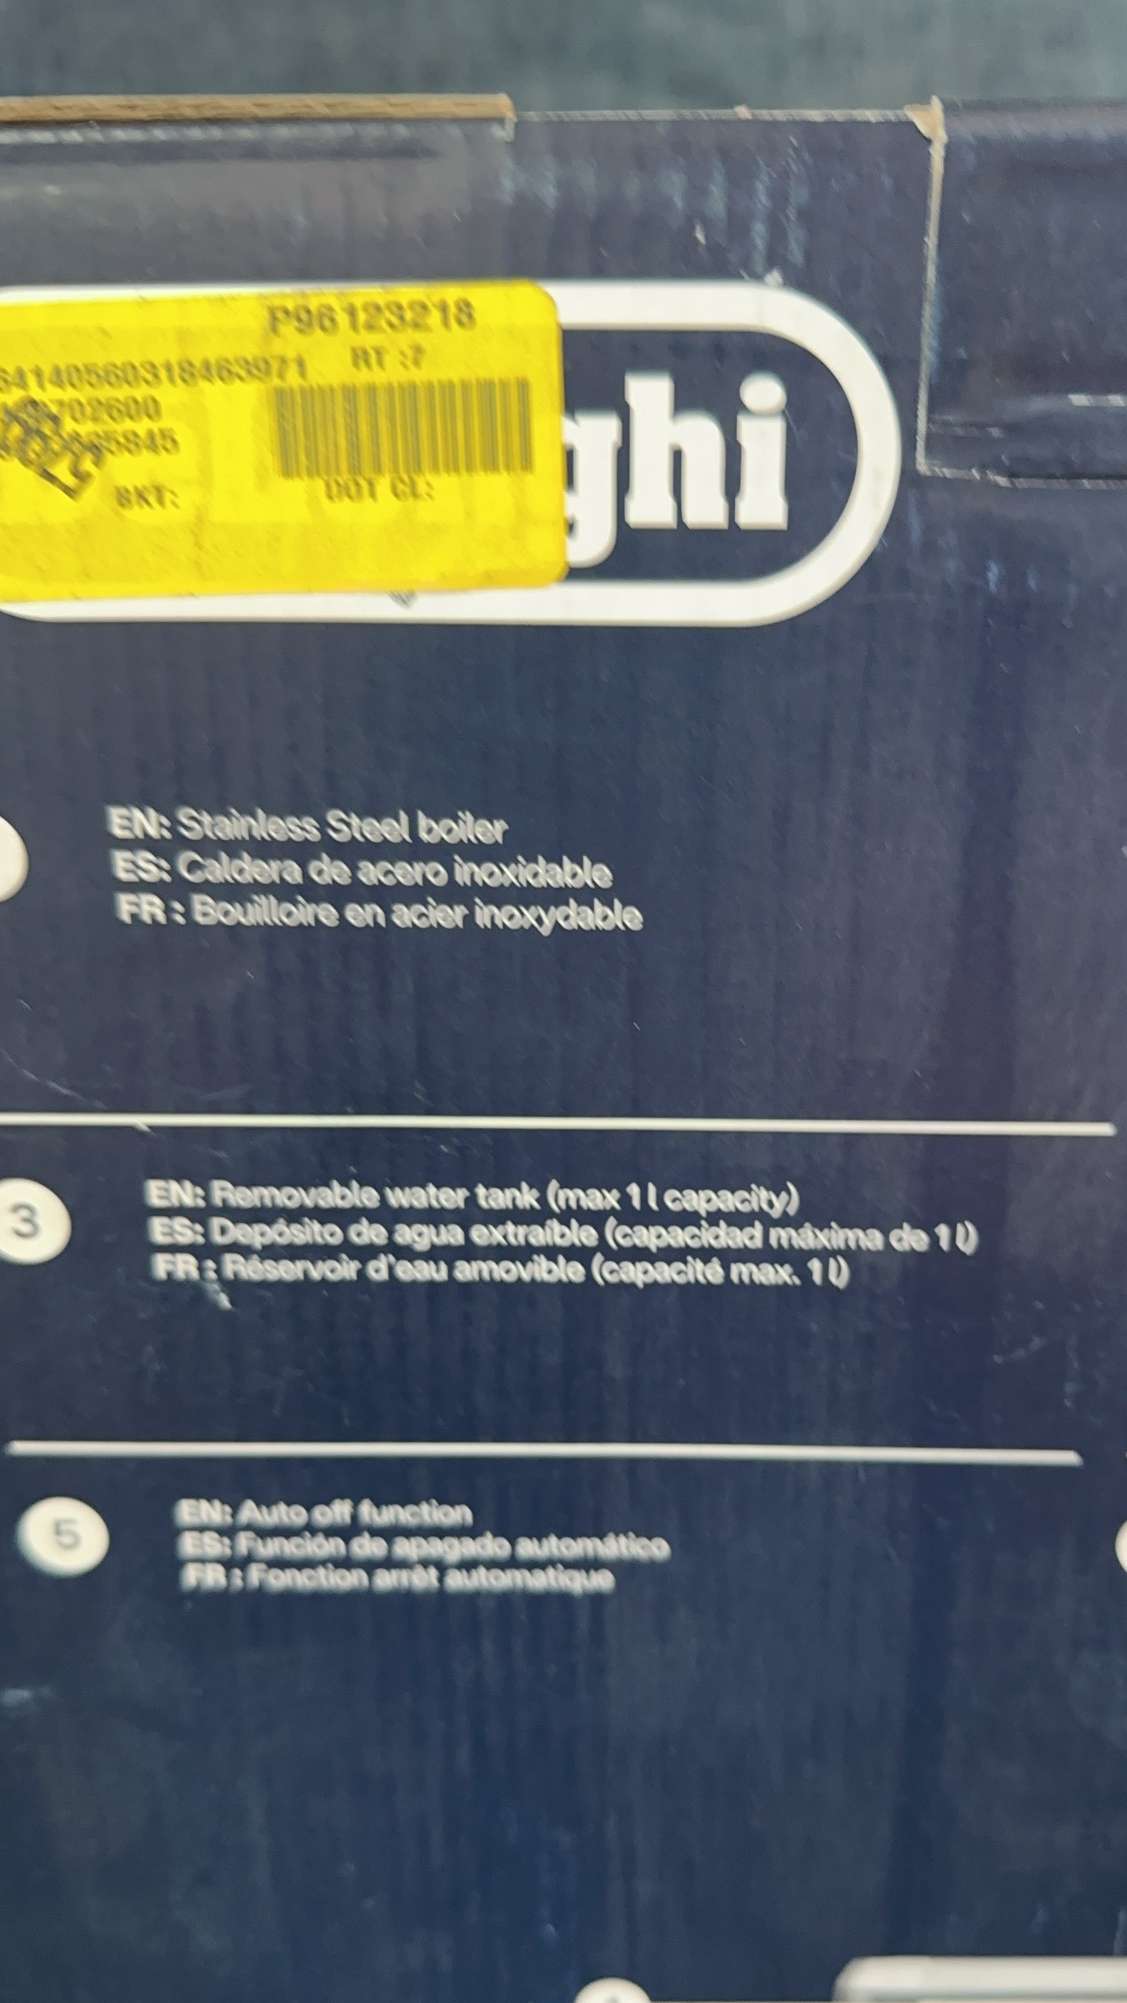 P96123218
64140560318463971 RT :7
702600
5845
BKT: DOT CL:
ghi
EN: Stainless Steel boiler
ES: Caldera de acero inoxidable
FR : Bouilloire en acier inoxydable
3
EN: Removable water tank (max 1 l capacity)
ES: Depósito de agua extraíble (capacidad máxima de 1 l)
FR : Réservoir d'eau amovible (capacité max. 1 l)
5
EN: Auto off function
ES: Función de apagado automático
FR : Fonction arrêt automatique